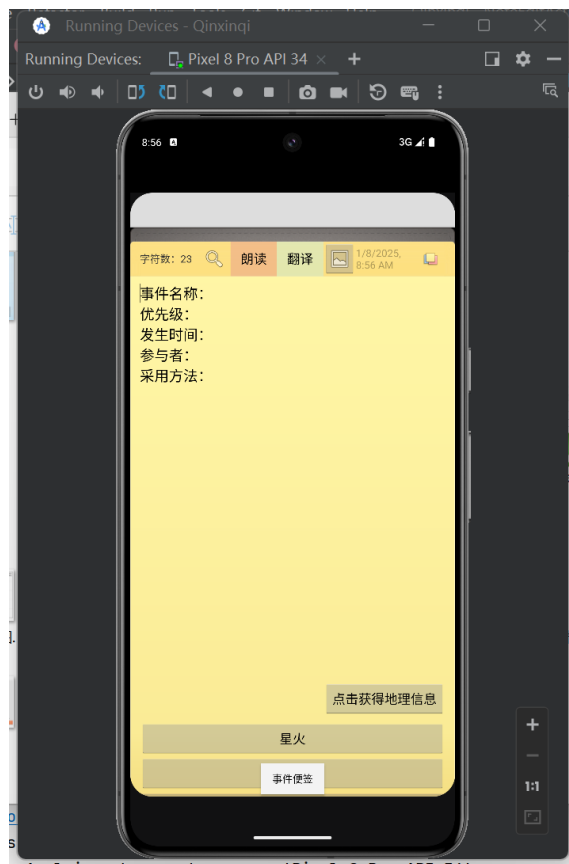 Running Devices - Qinxinqi
Running Devices:
Pixel 8 Pro API 34
8:56
3G
字符数：23
朗读
翻译
1/8/2025,
8:56 AM
事件名称：
优先级：
发生时间：
参与者：
采用方法：
点击获得地理信息
星火
事件便签
1:1